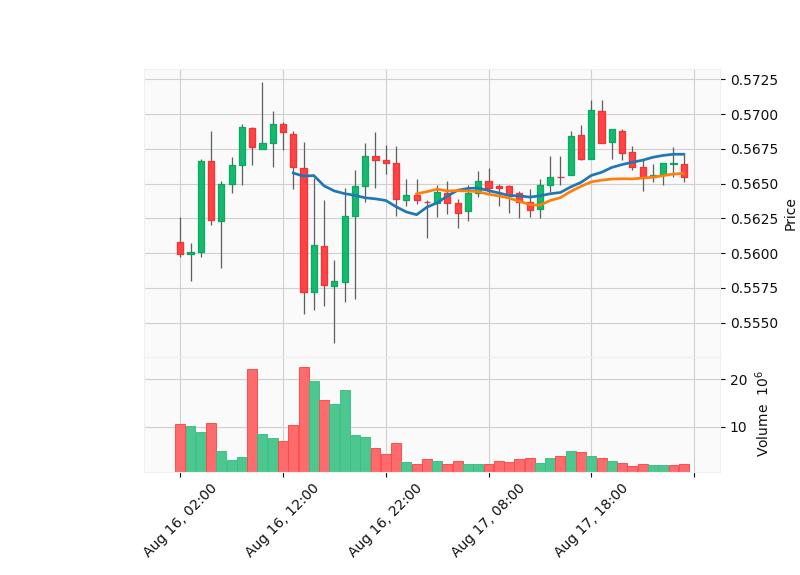 0.5725
0.5700
0.5675
0.5650
0.5625
0.5600
0.5575
0.5550
Price
20
10
Volume 10^6
Aug 16, 02:00
Aug 16, 12:00
Aug 16, 22:00
Aug 17, 08:00
Aug 17, 18:00